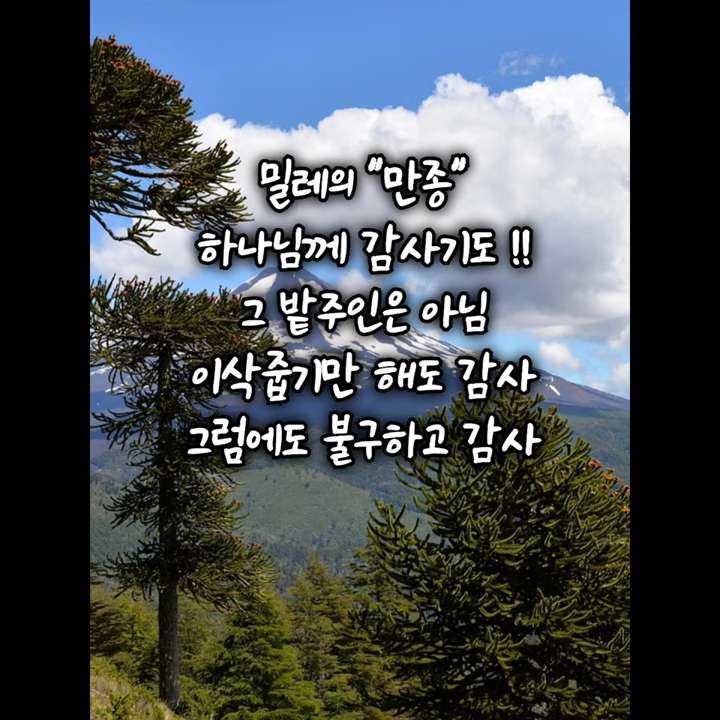 밀레의 "만종"
하나님께 감사기도 !!
그 밭주인은 아님
이삭줍기만 해도 감사
그럼에도 불구하고 감사